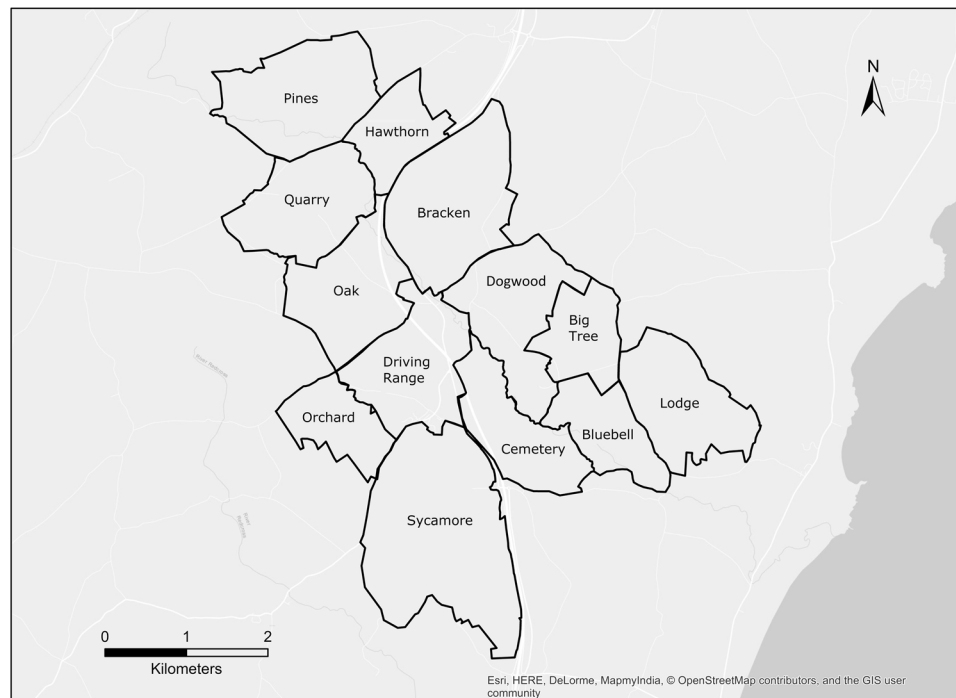 N
Pines
Hawthorn
Quarry
Bracken
Oak
Dogwood
Big
Tree
Driving
Range
Lodge
Orchard
Cemetery
Bluebell
Sycamore
0 1 2
Kilometers
Esri, HERE, DeLorme, MapmyIndia, © OpenStreetMap contributors, and the GIS user
community